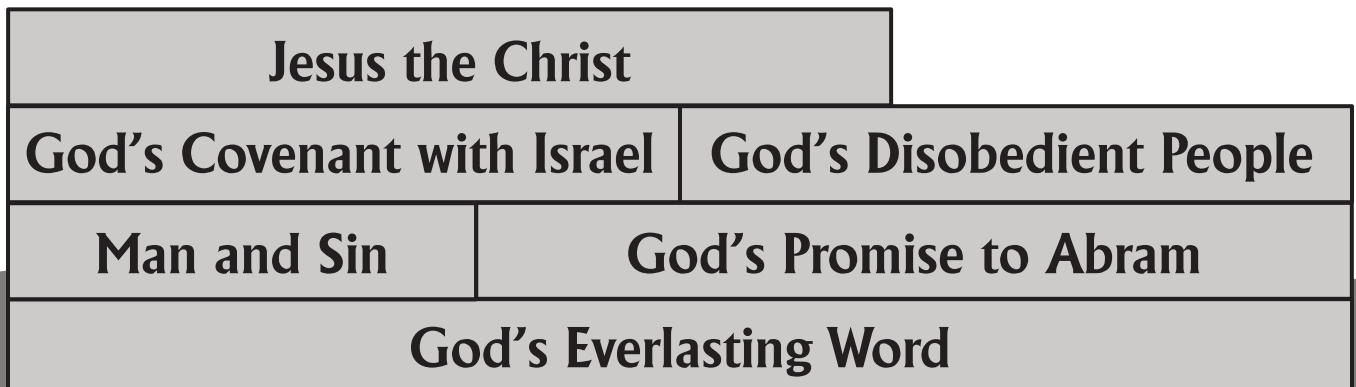 Jesus the Christ
God’s Covenant with Israel
God’s Disobedient People
Man and Sin
God’s Promise to Abram
God’s Everlasting Word